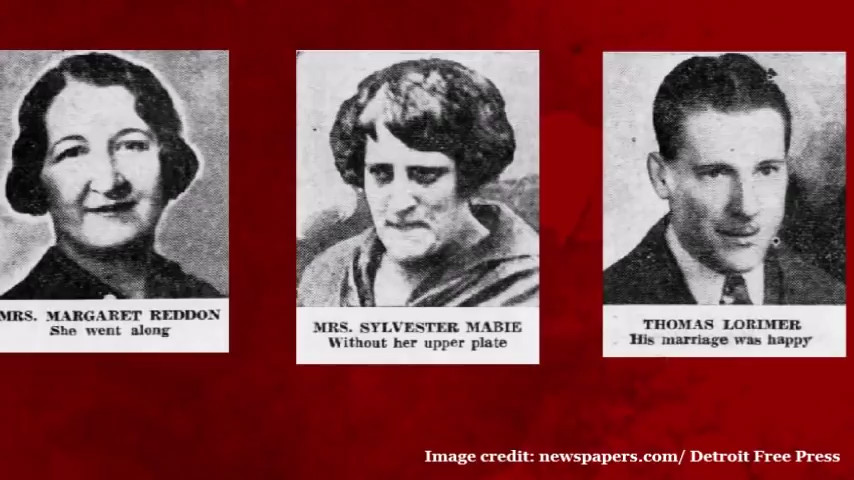 MRS. MARGARET REDDON
She went along
MRS. SYLVESTER MABIE
Without her upper plate
THOMAS LORIMER
His marriage was happy
Image credit: newspapers.com/ Detroit Free Press